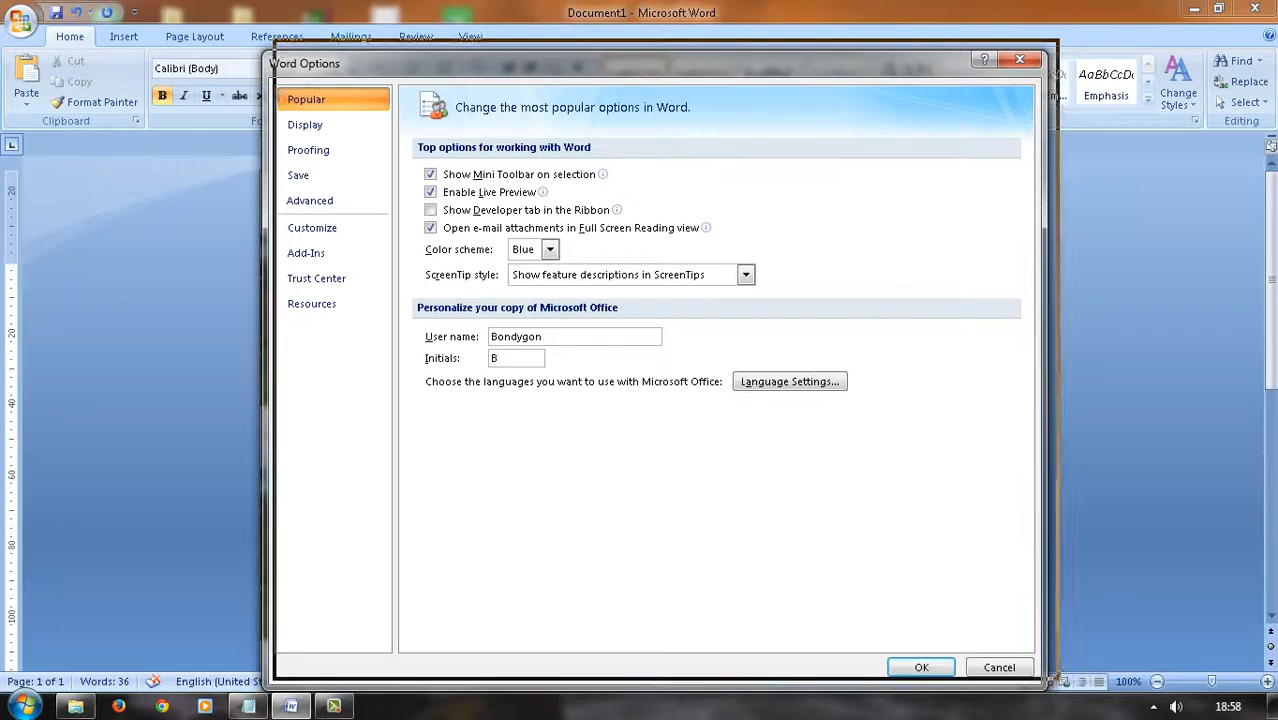 Document1 - Microsoft Word
Home Insert Page Layout References Mailings Review View
Cut
Copy
Format Painter
Paste
Clipboard
Calibri (Body)
B I U abe
AaBbCcDc
Emphasis
Change Styles
Find
Replace
Select
Editing
Word Options
Popular
Display
Proofing
Save
Advanced
Customize
Add-Ins
Trust Center
Resources
Change the most popular options in Word.
Top options for working with Word
Show Mini Toolbar on selection
Enable Live Preview
Show Developer tab in the Ribbon
Open e-mail attachments in Full Screen Reading view
Color scheme: Blue
ScreenTip style: Show feature descriptions in ScreenTips
Personalize your copy of Microsoft Office
User name: Bondygon
Initials: B
Choose the languages you want to use with Microsoft Office: Language Settings...
OK Cancel
Page: 1 of 1 Words: 36 English (United St 100%
18:58